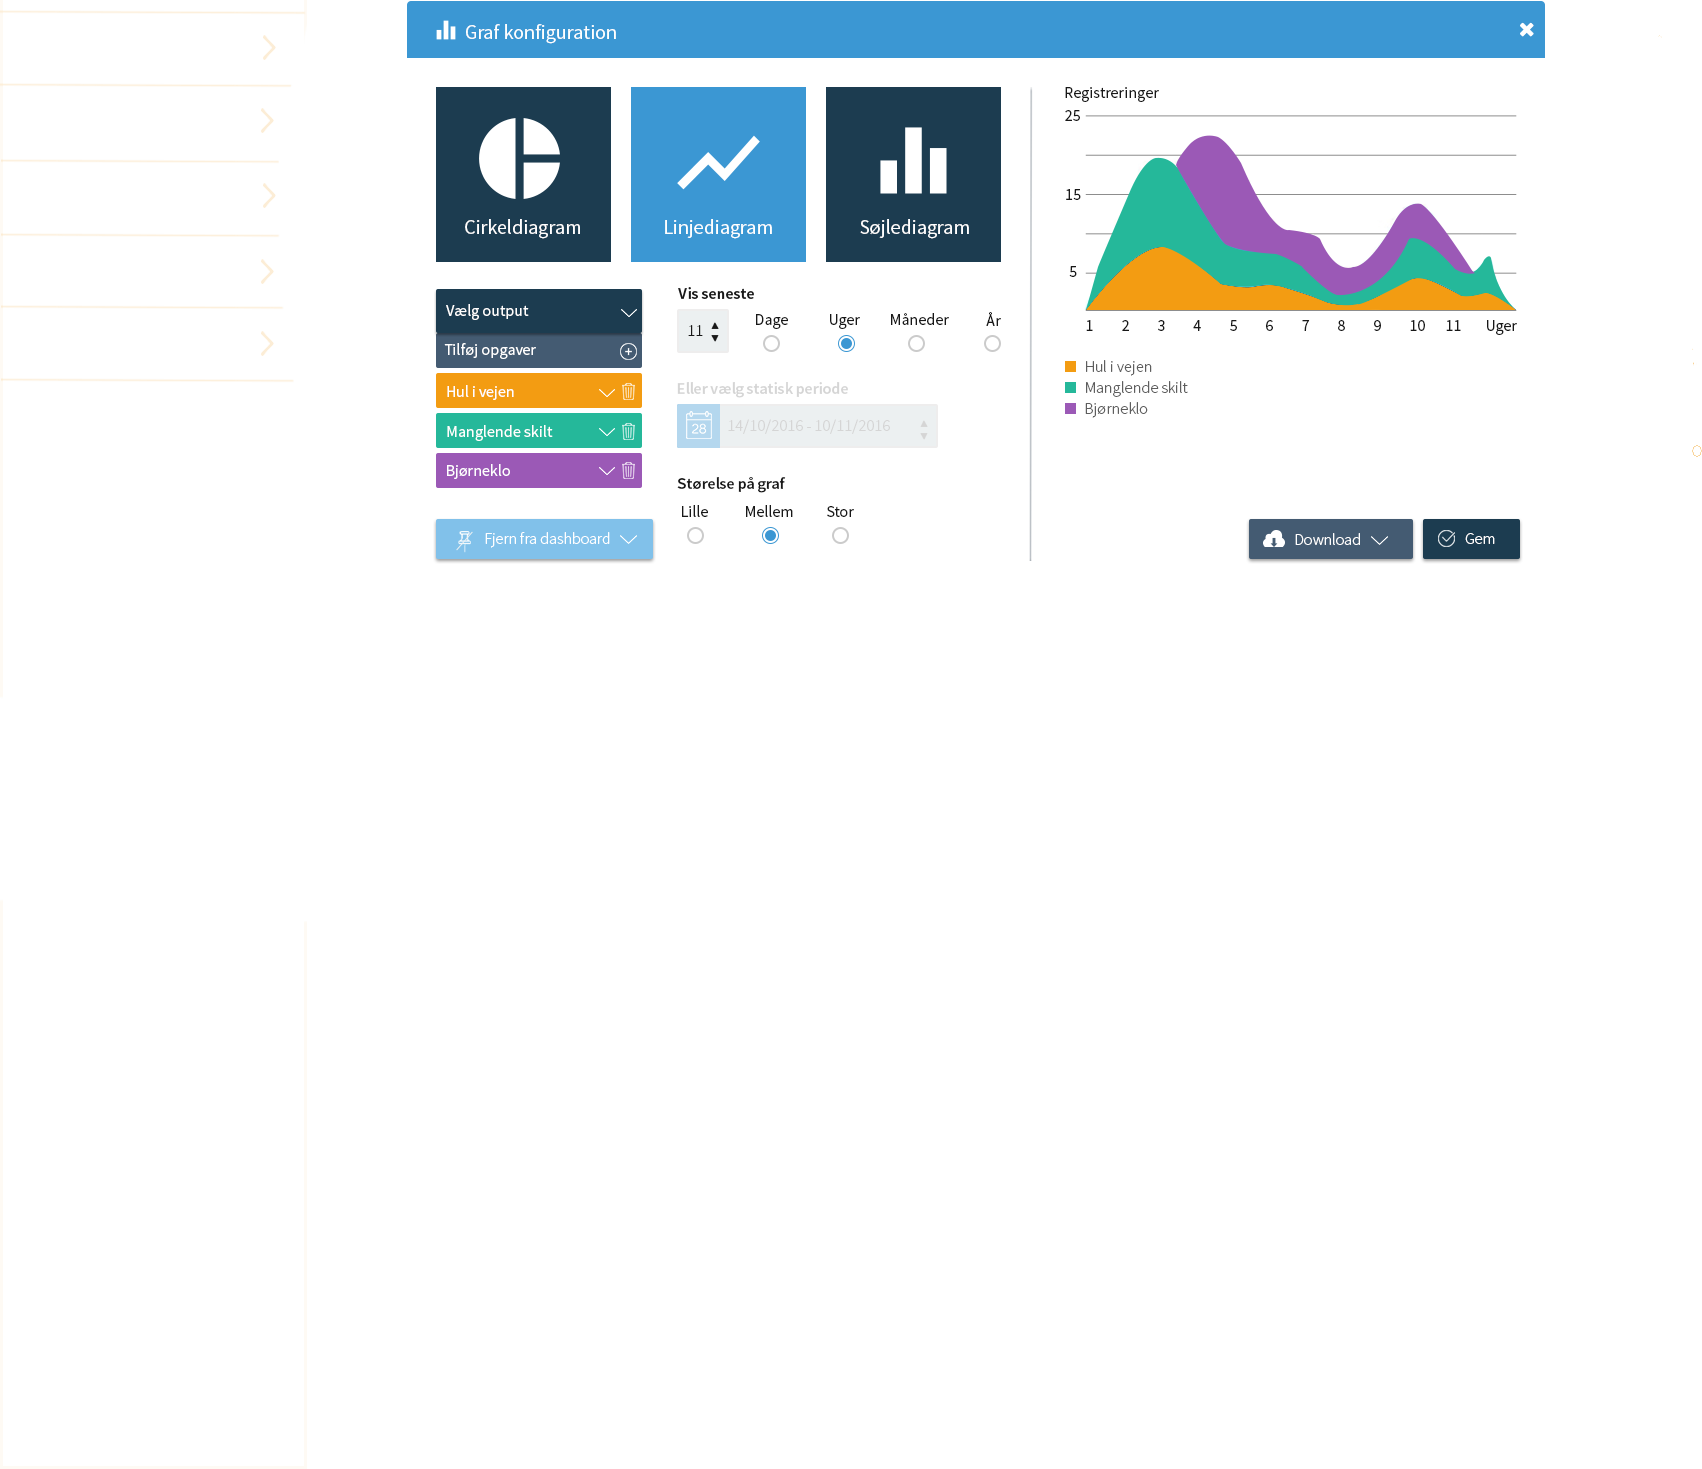 Graf konfiguration
Cirkeldiagram
Linjediagram
Søjlediagram
Vælg output
Tilføj opgaver
Hul i vejen
Manglende skilt
Bjørneklo
Fjern fra dashboard
Vis seneste
11
Dage
Uger
Måneder
År
Eller vælg statisk periode
28
14/10/2016 - 10/11/2016
Størelse på graf
Lille
Mellem
Stor
Registreringer
25
15
5
1 2 3 4 5 6 7 8 9 10 11 Uger
Hul i vejen
Manglende skilt
Bjørneklo
Download
Gem